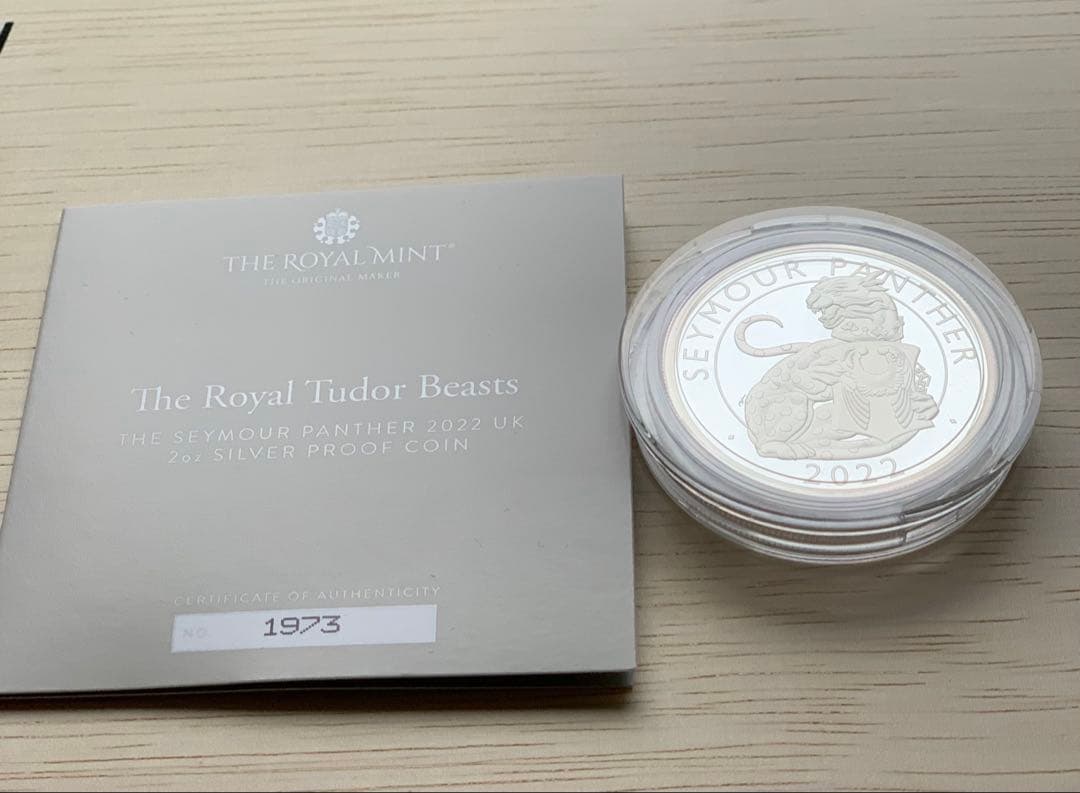 THE ROYAL MINT®
THE ORIGINAL MAKER
The Royal Tudor Beasts
THE SEYMOUR PANTHER 2022 UK
2oz SILVER PROOF COIN
CERTIFICATE OF AUTHENTICITY
NO. 1973
SEYMOUR PANTHER
2022